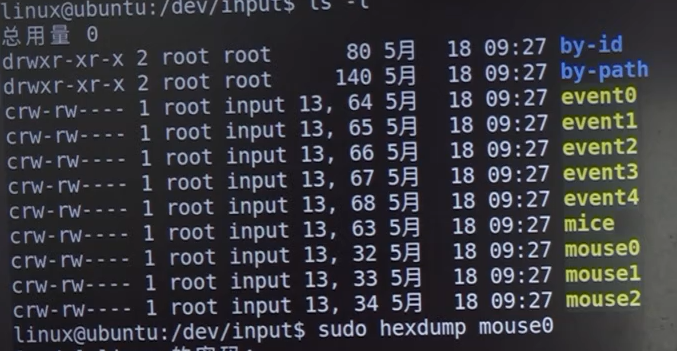 linux@ubuntu:/dev/input$ ls -l
总用量 0
drwxr-xr-x 2 root root 80 5月 18 09:27 by-id
drwxr-xr-x 2 root root 140 5月 18 09:27 by-path
crw-rw---- 1 root input 13, 64 5月 18 09:27 event0
crw-rw---- 1 root input 13, 65 5月 18 09:27 event1
crw-rw---- 1 root input 13, 66 5月 18 09:27 event2
crw-rw---- 1 root input 13, 67 5月 18 09:27 event3
crw-rw---- 1 root input 13, 68 5月 18 09:27 event4
crw-rw---- 1 root input 13, 63 5月 18 09:27 mice
crw-rw---- 1 root input 13, 32 5月 18 09:27 mouse0
crw-rw---- 1 root input 13, 33 5月 18 09:27 mouse1
crw-rw---- 1 root input 13, 34 5月 18 09:27 mouse2
linux@ubuntu:/dev/input$ sudo hexdump mouse0